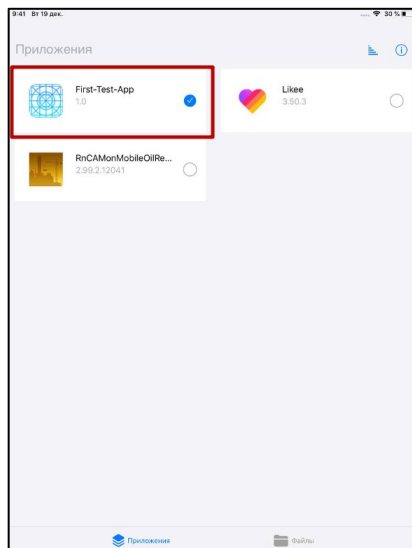 9:41 Вт 19 дек.
30 %
Приложения
First-Test-App
1.0
Likee
3.50.3
RnCAMonMobileOilRe...
2.99.2.12041
Приложения
Файлы